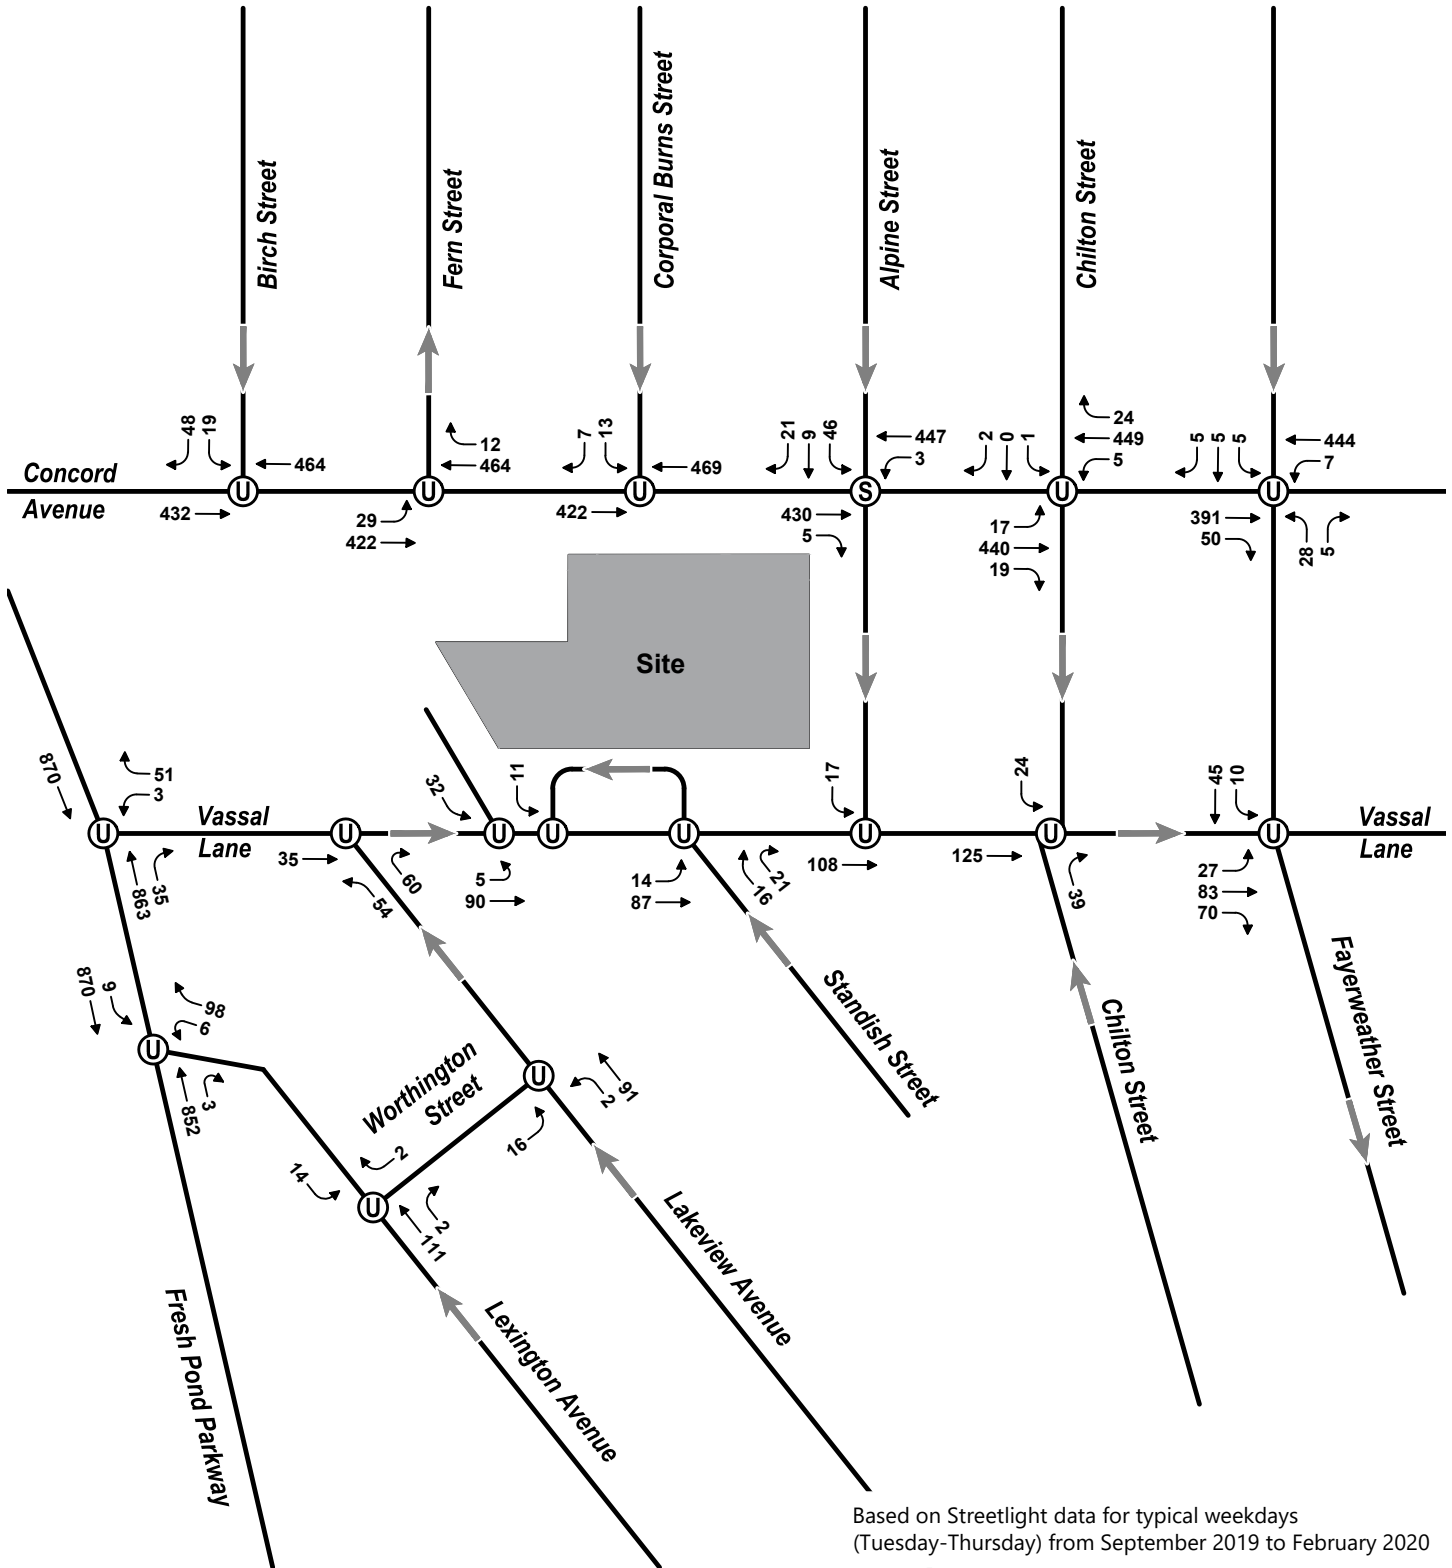 Birch Street
Fern Street
Corporal Burns Street
Alpine Street
Chilton Street
48
19
464
12
464
7
13
469
21
9
46
447
3
2
0
1
24
449
5
5
5
5
444
7
Concord
Avenue
U
U
U
S
U
U
432
29
422
422
430
5
17
440
19
391
50
28
5
Site
870
51
3
Vassal
Lane
32
11
17
24
45
10
Vassal
Lane
U
U
U
U
U
U
U
U
863
35
35
60
54
5
90
14
87
16
21
108
125
39
27
83
70
870
9
98
6
U
852
3
Worthington
Street
U
91
2
16
Standish Street
Chilton Street
Fayerweather Street
14
2
U
2
111
Lakeview Avenue
Lexington Avenue
Fresh Pond Parkway
Based on Streetlight data for typical weekdays
(Tuesday-Thursday) from September 2019 to February 2020